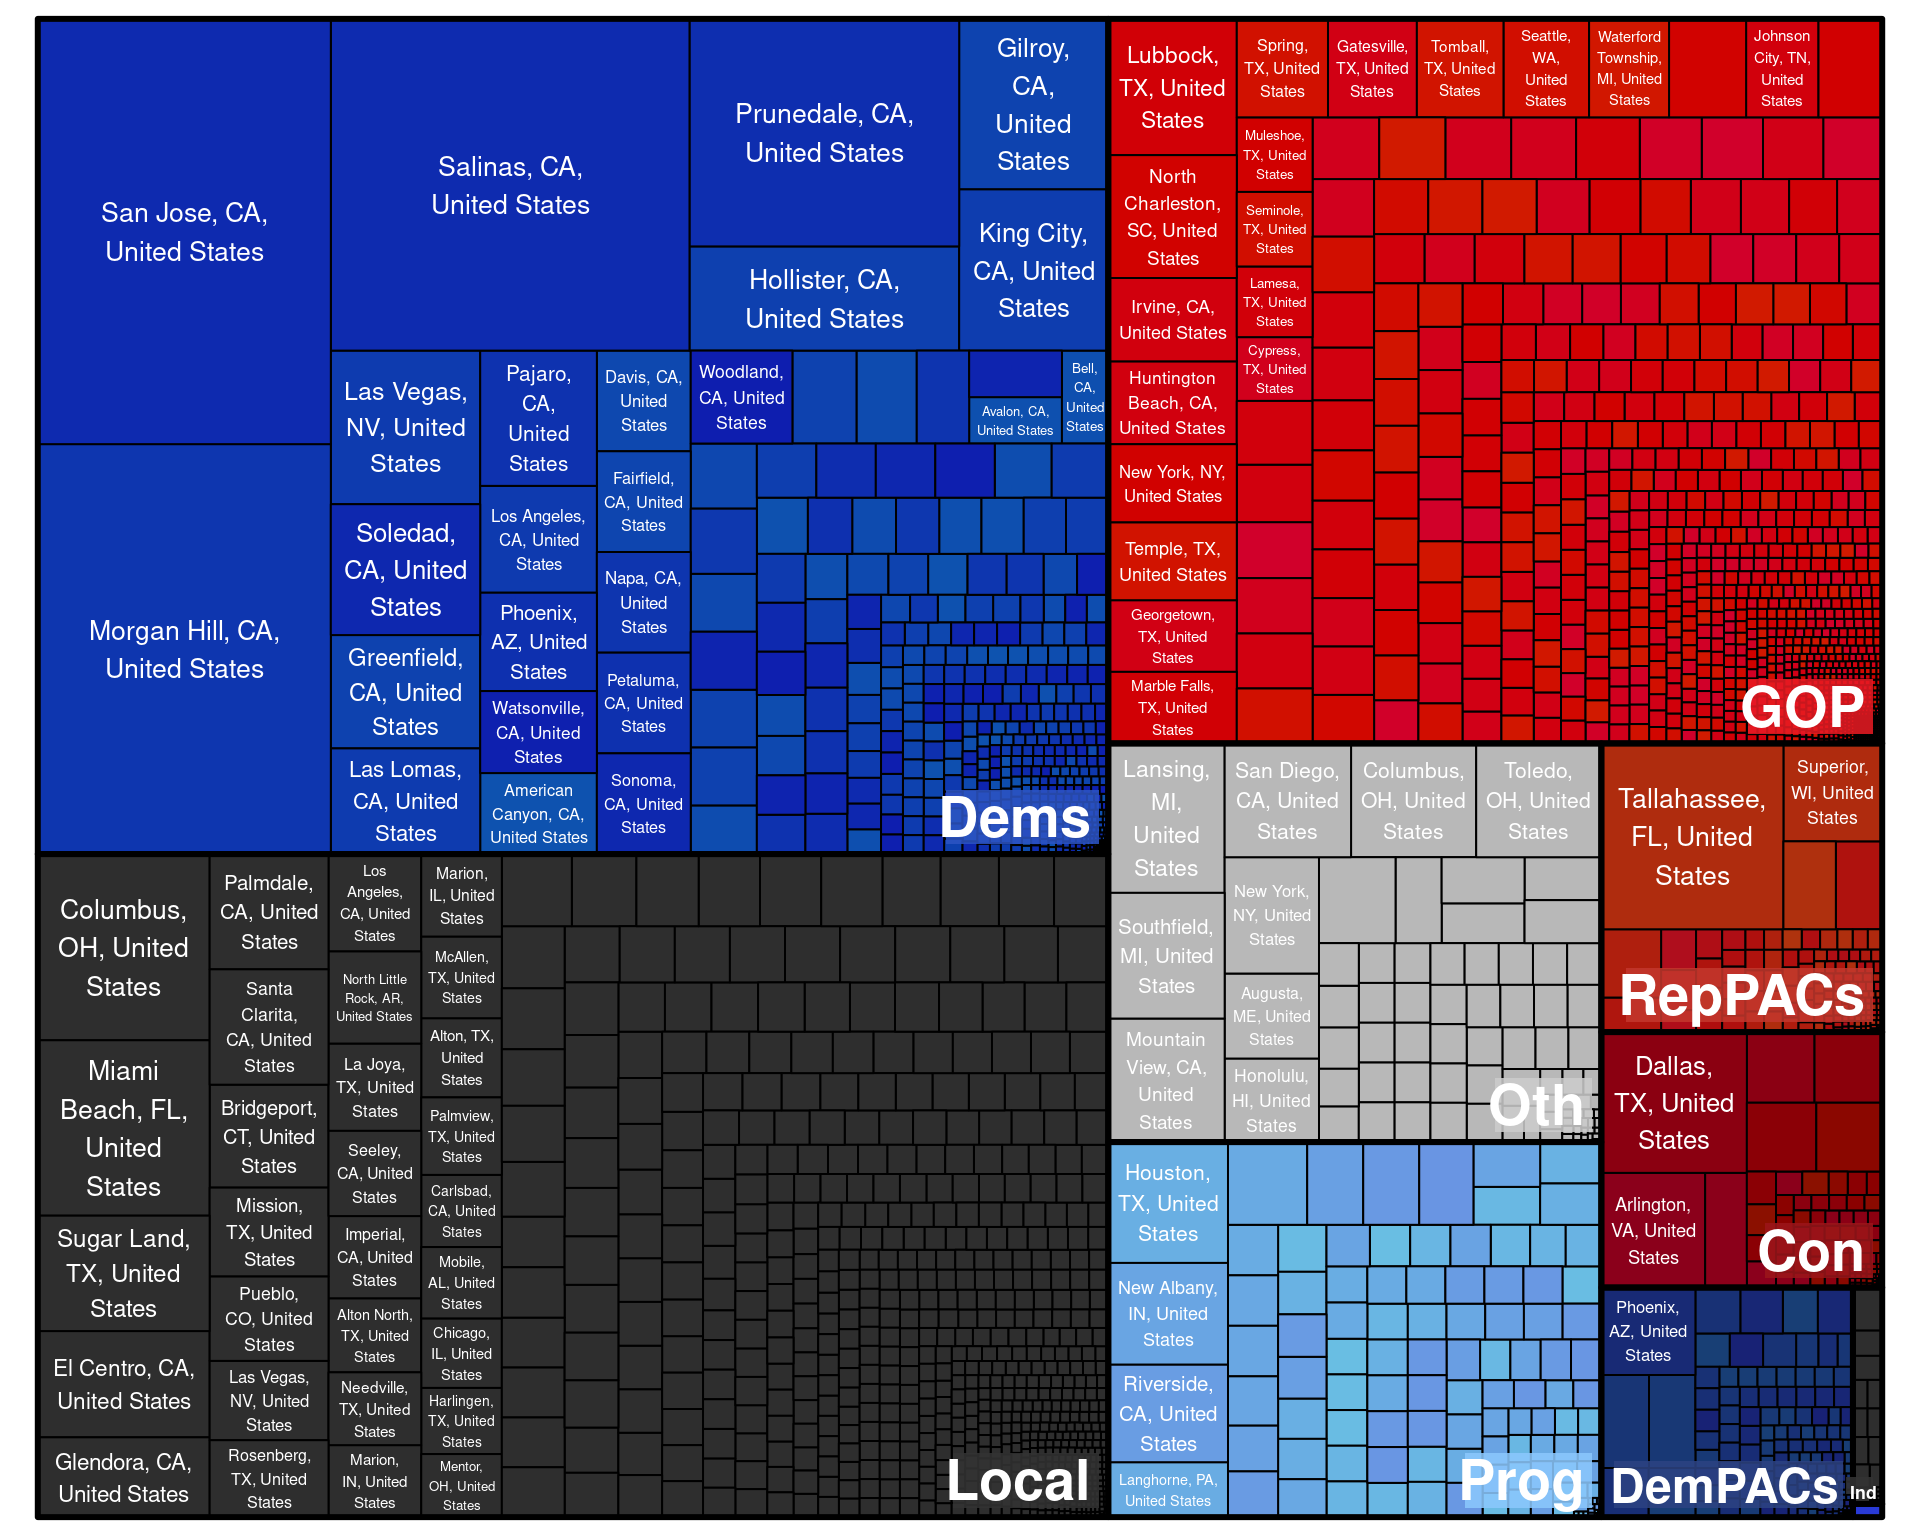 San Jose, CA,
United States
Morgan Hill, CA,
United States
Salinas, CA,
United States
Prunedale, CA,
United States
Hollister, CA,
United States
Gilroy,
CA,
United
States
King City,
CA, United
States
Las Vegas,
NV, United
States
Soledad,
CA, United
States
Greenfield,
CA, United
States
Las Lomas,
CA, United
States
Pajaro,
CA,
United
States
Los Angeles,
CA, United
States
Phoenix,
AZ, United
States
Watsonville,
CA, United
States
American
Canyon, CA,
United States
Davis, CA,
United
States
Fairfield,
CA, United
States
Napa, CA,
United
States
Petaluma,
CA, United
States
Sonoma,
CA, United
States
Woodland,
CA, United
States
Avalon, CA,
United States
Bell,
CA,
United
States
Dems
Lubbock,
TX, United
States
North
Charleston,
SC, United
States
Irvine, CA,
United States
Huntington
Beach, CA,
United States
New York, NY,
United States
Temple, TX,
United States
Georgetown,
TX, United
States
Marble Falls,
TX, United
States
Spring,
TX, United
States
Gatesville,
TX, United
States
Tomball,
TX, United
States
Seattle,
WA,
United
States
Waterford
Township,
MI, United
States
Johnson
City, TN,
United
States
Muleshoe,
TX, United
States
Seminole,
TX, United
States
Lamesa,
TX, United
States
Cypress,
TX, United
States
GOP
Columbus,
OH, United
States
Miami
Beach, FL,
United
States
Sugar Land,
TX, United
States
El Centro, CA,
United States
Glendora, CA,
United States
Palmdale,
CA, United
States
Santa
Clarita,
CA, United
States
Bridgeport,
CT, United
States
Mission,
TX, United
States
Pueblo,
CO, United
States
Las Vegas,
NV, United
States
Rosenberg,
TX, United
States
Los
Angeles,
CA, United
States
North Little
Rock, AR,
United States
La Joya,
TX, United
States
Seeley,
CA, United
States
Imperial,
CA, United
States
Alton North,
TX, United
States
Needville,
TX, United
States
Marion,
IN, United
States
Marion,
IL, United
States
McAllen,
TX, United
States
Alton, TX,
United
States
Palmview,
TX, United
States
Carlsbad,
CA, United
States
Mobile,
AL, United
States
Chicago,
IL, United
States
Harlingen,
TX, United
States
Mentor,
OH, United
States
Local
Lansing,
MI,
United
States
Southfield,
MI, United
States
Mountain
View, CA,
United
States
San Diego,
CA, United
States
Columbus,
OH, United
States
Toledo,
OH, United
States
New York,
NY, United
States
Augusta,
ME, United
States
Honolulu,
HI, United
States
Oth
Houston,
TX, United
States
New Albany,
IN, United
States
Riverside,
CA, United
States
Langhorne, PA,
United States
Prog
Tallahassee,
FL, United
States
Superior,
WI, United
States
RepPACs
Dallas,
TX, United
States
Arlington,
VA, United
States
Con
Phoenix,
AZ, United
States
DemPACs
Ind